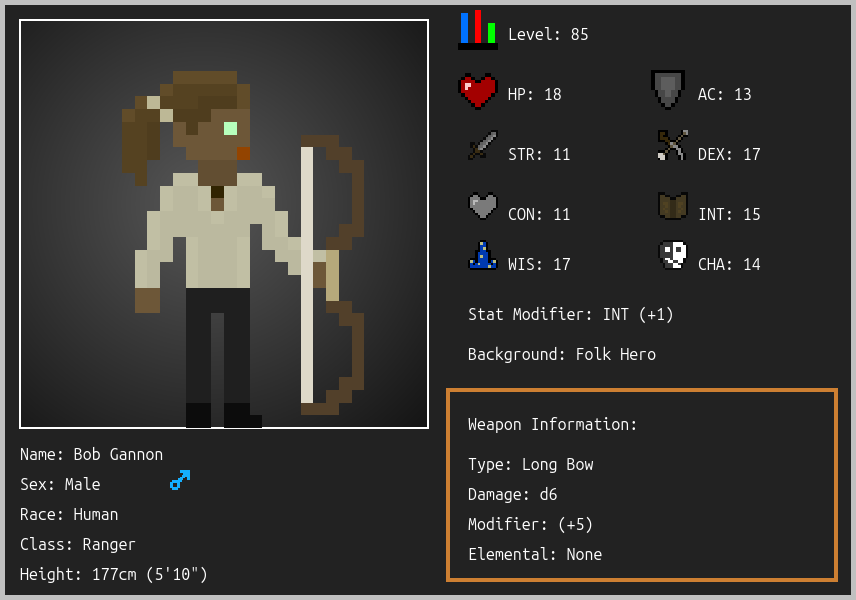 Level: 85
HP: 18
AC: 13
STR: 11
DEX: 17
CON: 11
INT: 15
WIS: 17
CHA: 14
Stat Modifier: INT (+1)
Background: Folk Hero
Weapon Information:
Type: Long Bow
Damage: d6
Modifier: (+5)
Elemental: None
Name: Bob Gannon
Sex: Male
Race: Human
Class: Ranger
Height: 177cm (5'10")